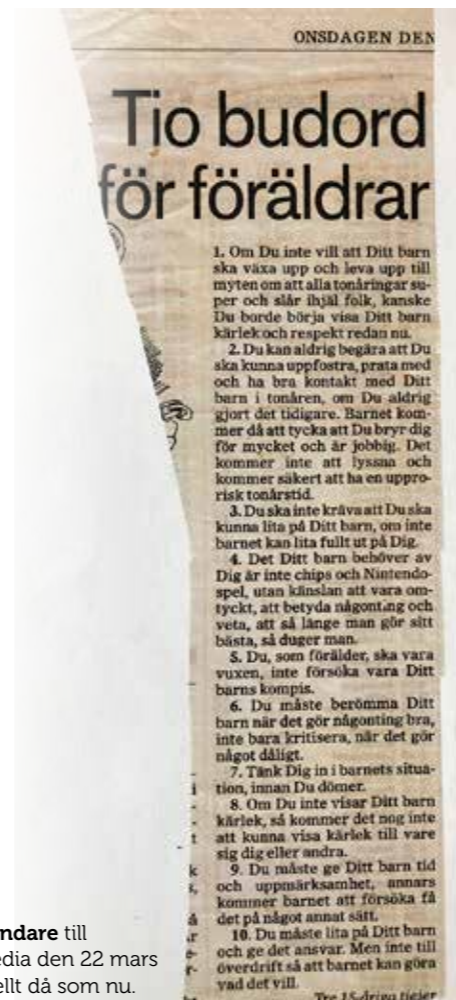 ONSDAGEN DEN
Tio budord
för föräldrar
1. Om Du inte vill att Ditt barn
ska växa upp och leva upp till
myten om att alla tonåringar su-
per och slår ihjäl folk, kanske
Du borde börja visa Ditt barn
kärlek och respekt redan nu.
2. Du kan aldrig begära att Du
ska kunna uppfostra, prata med
och ha bra kontakt med Ditt
barn i tonåren, om Du aldrig
gjort det tidigare. Barnet kom-
mer då att tycka att Du bryr dig
för mycket och är jobbig. Det
kommer inte att lyssna och
kommer säkert att ha en uppro-
risk tonårstid.
3. Du ska inte kräva att Du ska
kunna lita på Ditt barn, om inte
barnet kan lita fullt ut på Dig.
4. Det Ditt barn behöver av
Dig är inte chips och Nintendo-
spel, utan känslan att vara om-
tyckt, att betyda någonting och
veta, att så länge man gör sitt
bästa, så duger man.
5. Du, som förälder, ska vara
vuxen, inte försöka vara Ditt
barns kompis.
6. Du måste berömma Ditt
barn när det gör någonting bra,
inte bara kritisera, när det gör
något dåligt.
7. Tänk Dig in i barnets situa-
tion, innan Du dömer.
8. Om Du inte visar Ditt barn
kärlek, så kommer det nog inte
att kunna visa kärlek till vare
sig dig eller andra.
9. Du måste ge Ditt barn tid
och uppmärksamhet, annars
kommer barnet att försöka få
det på något annat sätt.
10. Du måste lita på Ditt barn
och ge det ansvar. Men inte till
överdrift så att barnet kan göra
vad det vill.
Tre 15-åriga tjejer
ndare till
edia den 22 mars
ellt då som nu.